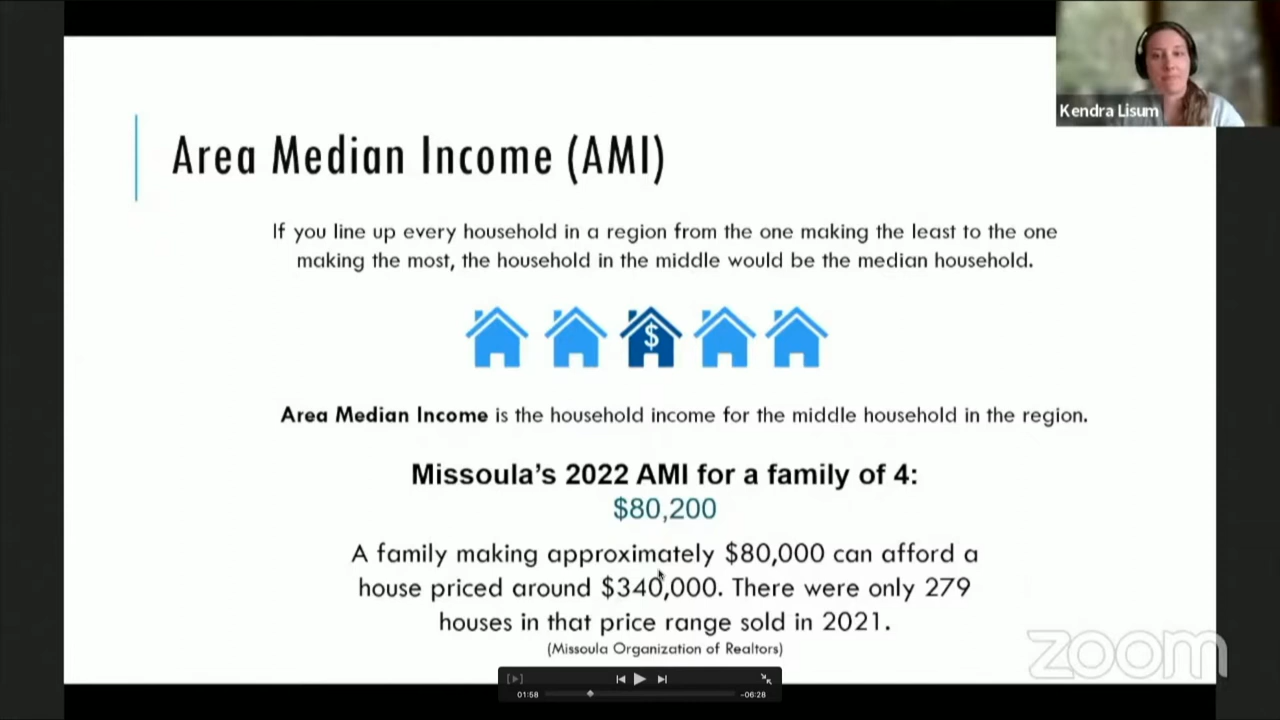 Kendra Lisum
Area Median Income (AMI)
If you line up every household in a region from the one making the least to the one
making the most, the household in the middle would be the median household.
$
Area Median Income is the household income for the middle household in the region.
Missoula's 2022 AMI for a family of 4:
$80,200
A family making approximately $80,000 can afford a
house priced around $340,000. There were only 279
houses in that price range sold in 2021.
(Missoula Organization of Realtors)
zoom
01:58
-06:28